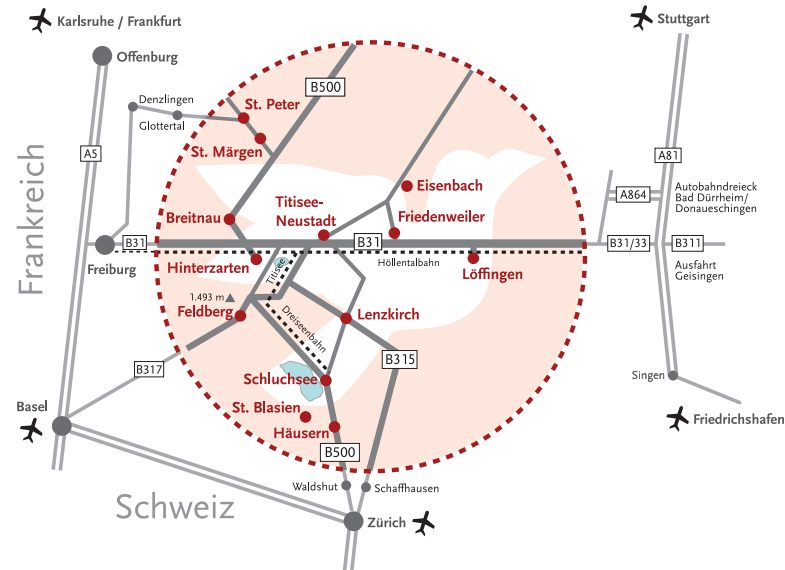 Karlsruhe / Frankfurt
Stuttgart
Offenburg
B500
Denzlingen
Glottertal
St. Peter
St. Märgen
A5
A81
Frankreich
Eisenbach
A864
Autobahndreieck
Bad Dürrheim/
Donaueschingen
Titisee-
Neustadt
Breitnau
Friedenweiler
B31
B31
B31/33
B311
Freiburg
Hinterzarten
Titisee
Höllentalbahn
Löffingen
Ausfahrt
Geisingen
1.493 m
Feldberg
Dreiseenbahn
Lenzkirch
B317
B315
Schluchsee
Singen
Basel
St. Blasien
Häusern
Friedrichshafen
B500
Waldshut
Schaffhausen
Schweiz
Zürich